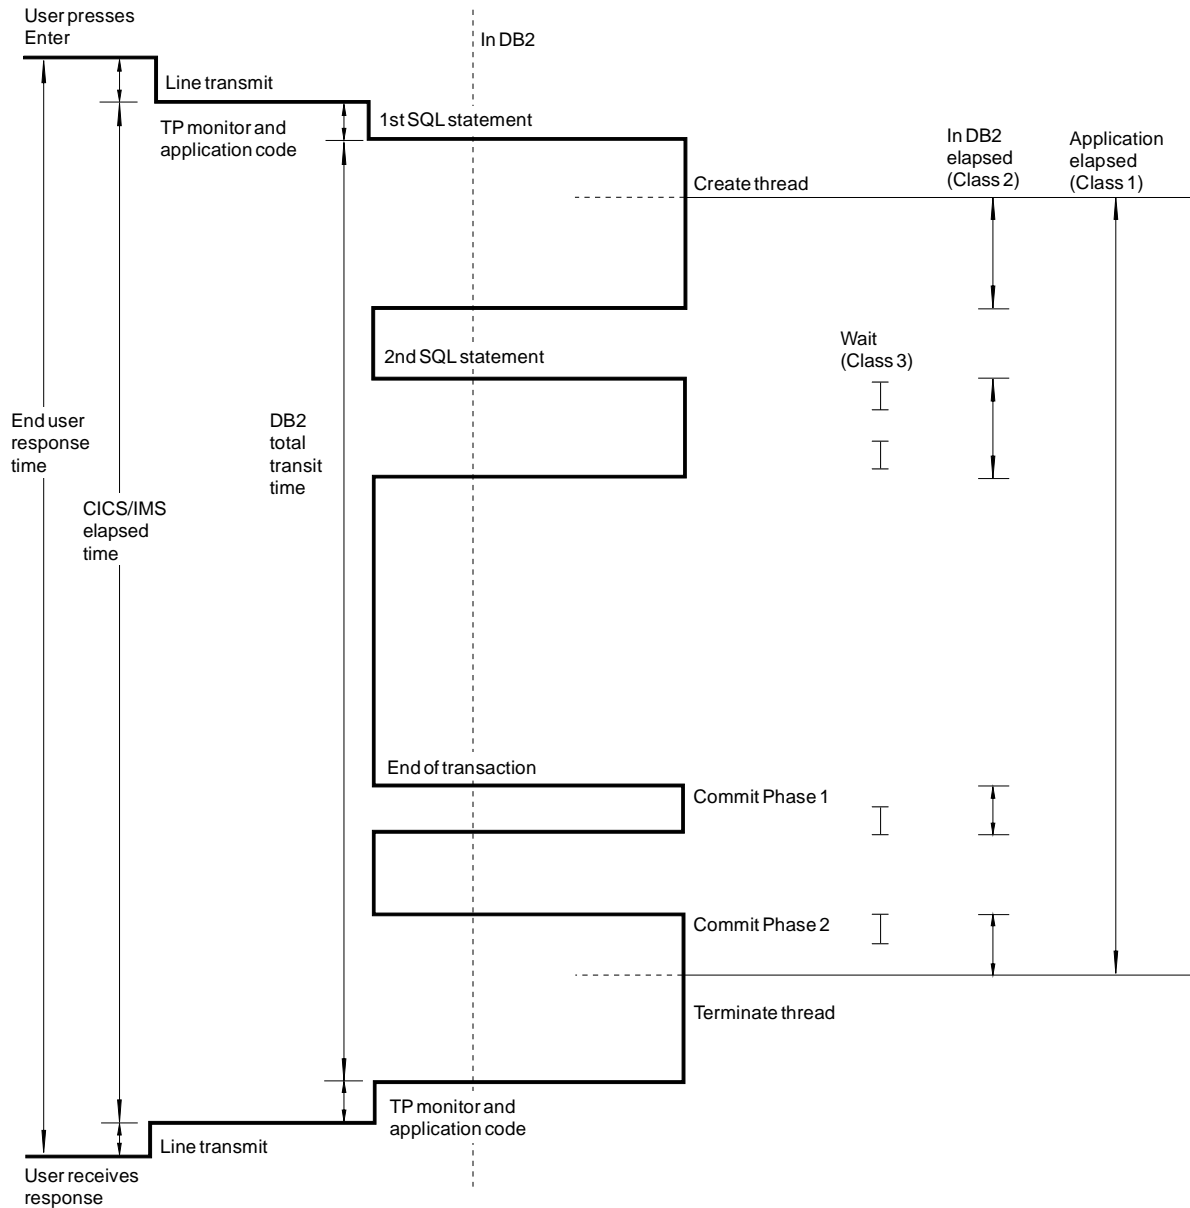 User presses
Enter
In DB2
Line transmit
TP monitor and
application code
1st SQL statement
In DB2
elapsed
(Class 2)
Application
elapsed
(Class 1)
Create thread
2nd SQL statement
Wait
(Class 3)
End user
response
time
DB2
total
transit
time
CICS/IMS
elapsed
time
End of transaction
Commit Phase 1
Commit Phase 2
Terminate thread
TP monitor and
application code
Line transmit
User receives
response